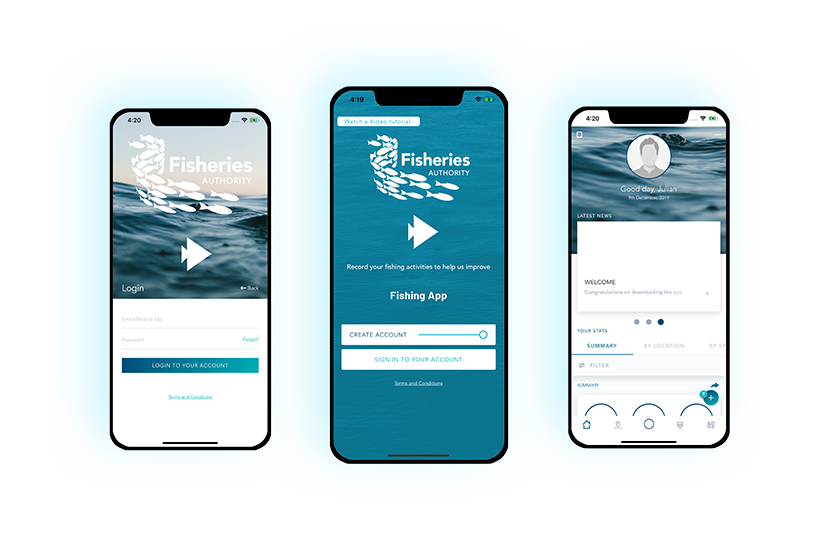 4:20
Fisheries
AUTHORITY
Login
Back
Email/Mobile No.
Password
Forgot?
LOGIN TO YOUR ACCOUNT
Terms and Conditions
4:19
Watch a Video tutorial
Fisheries
AUTHORITY
Record your fishing activities to help us improve
Fishing App
CREATE ACCOUNT
SIGN IN TO YOUR ACCOUNT
Terms and Conditions
4:20
Good day, Julian
9th December, 2019
LATEST NEWS
WELCOME
Congratulations on downloading the app
YOUR STATS
SUMMARY
BY LOCATION
BY SP
FILTER
SUMMARY